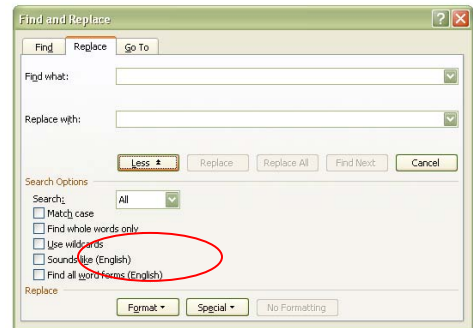 Find and Replace
Find Replace Go To
Find what:
Replace with:
Less Replace Replace All Find Next Cancel
Search Options
Search: All
Match case
Find whole words only
Use wildcards
Sounds like (English)
Find all word forms (English)
Replace
Format Special No Formatting